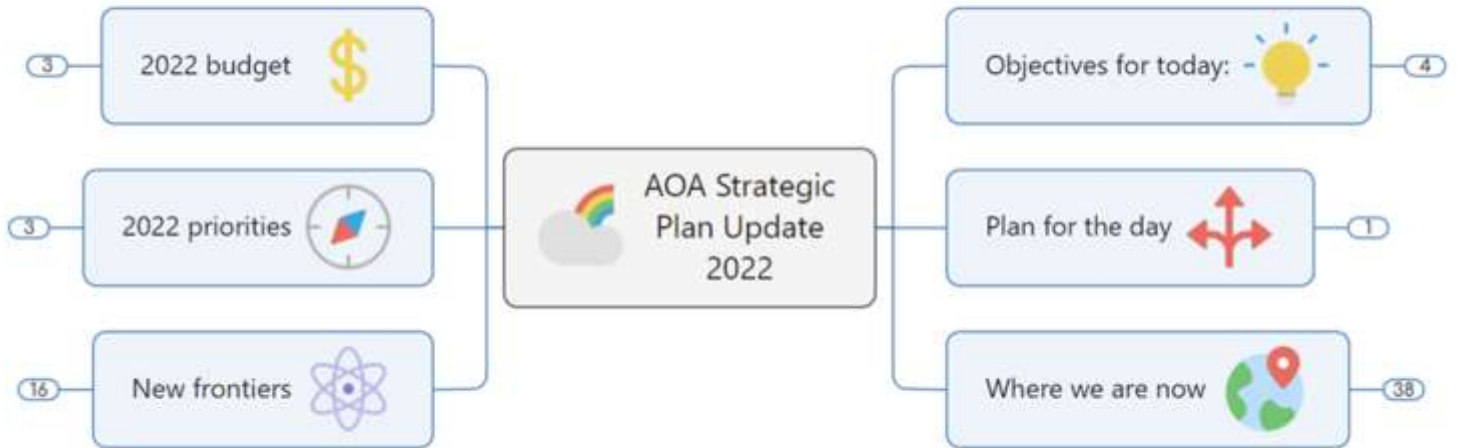 3
2022 budget
Objectives for today:
4
AOA Strategic
Plan Update
2022
3
2022 priorities
Plan for the day
1
16
New frontiers
Where we are now
38